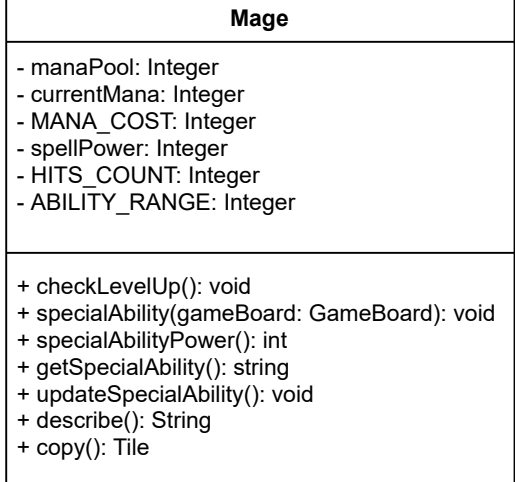 Mage
- manaPool: Integer
- currentMana: Integer
- MANA_COST: Integer
- spellPower: Integer
- HITS_COUNT: Integer
- ABILITY_RANGE: Integer
+ checkLevelUp(): void
+ specialAbility(gameBoard: GameBoard): void
+ specialAbilityPower(): int
+ getSpecialAbility(): string
+ updateSpecialAbility(): void
+ describe(): String
+ copy(): Tile